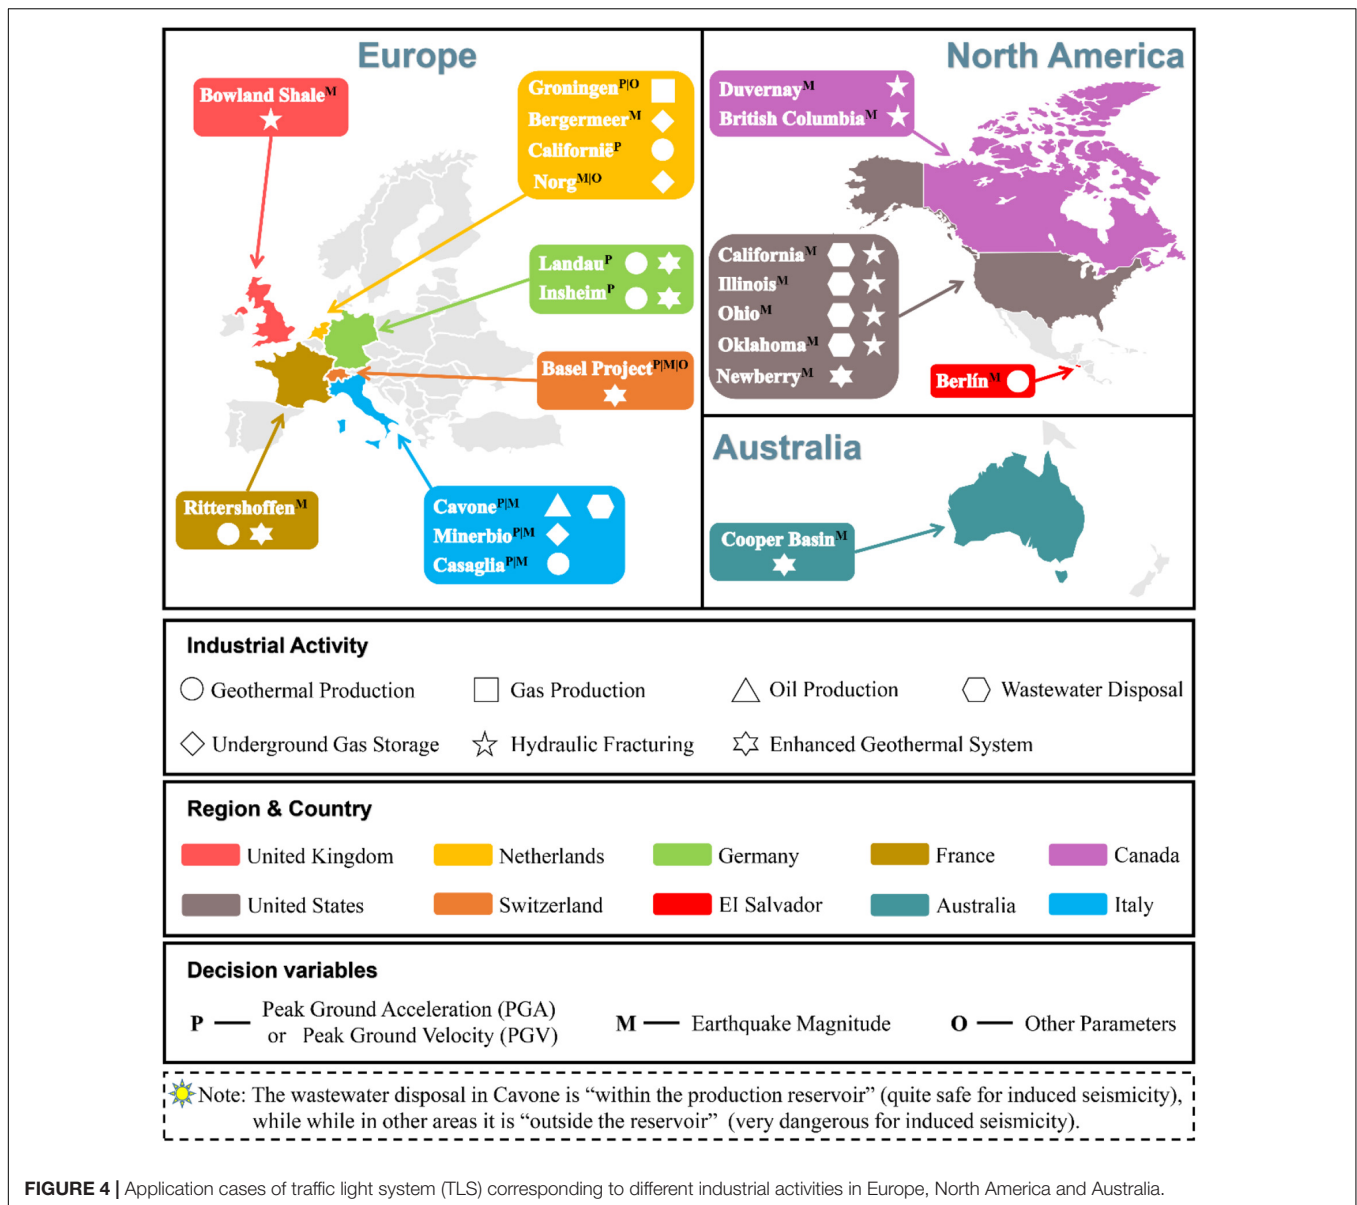 Europe
Bowland Shale^M
Groningen^P|O
Bergermeer^M
Californië^P
Norg^M|O
Landau^P
Insheim^P
Basel Project^P|M|O
Rittershoffen^M
Cavone^P|M
Minerbio^P|M
Casaglia^P|M
North America
Duvernay^M
British Columbia^M
California^M
Illinois^M
Ohio^M
Oklahoma^M
Newberry^M
Berlín^M
Australia
Cooper Basin^M
Industrial Activity
Geothermal Production
Gas Production
Oil Production
Wastewater Disposal
Underground Gas Storage
Hydraulic Fracturing
Enhanced Geothermal System
Region & Country
United Kingdom
Netherlands
Germany
France
Canada
United States
Switzerland
EI Salvador
Australia
Italy
Decision variables
P — Peak Ground Acceleration (PGA)
or Peak Ground Velocity (PGV)
M — Earthquake Magnitude
O — Other Parameters
Note: The wastewater disposal in Cavone is “within the production reservoir” (quite safe for induced seismicity),
while while in other areas it is “outside the reservoir” (very dangerous for induced seismicity).
FIGURE 4 | Application cases of traffic light system (TLS) corresponding to different industrial activities in Europe, North America and Australia.